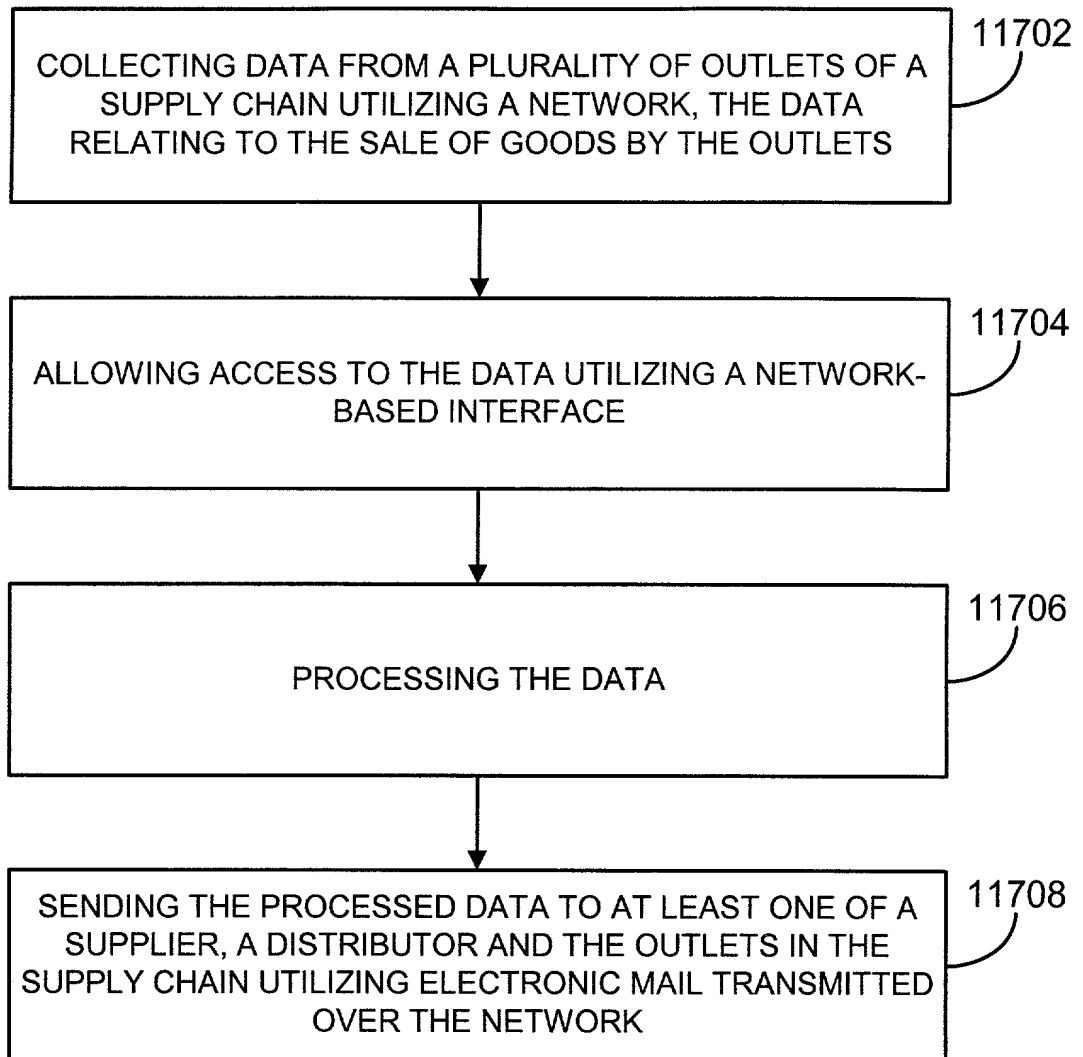 11702
COLLECTING DATA FROM A PLURALITY OF OUTLETS OF A
SUPPLY CHAIN UTILIZING A NETWORK, THE DATA
RELATING TO THE SALE OF GOODS BY THE OUTLETS
11704
ALLOWING ACCESS TO THE DATA UTILIZING A NETWORK-
BASED INTERFACE
11706
PROCESSING THE DATA
11708
SENDING THE PROCESSED DATA TO AT LEAST ONE OF A
SUPPLIER, A DISTRIBUTOR AND THE OUTLETS IN THE
SUPPLY CHAIN UTILIZING ELECTRONIC MAIL TRANSMITTED
OVER THE NETWORK